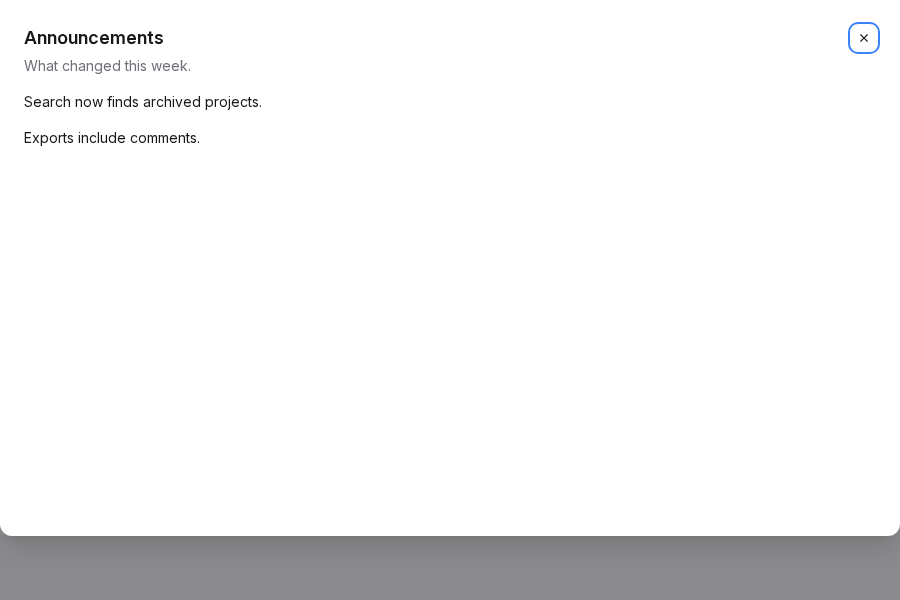 Announcements
What changed this week.
Search now finds archived projects.
Exports include comments.